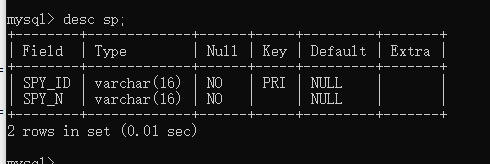 mysql> desc sp;
+---------+-------------+------+-----+---------+-------+
| Field | Type | Null | Key | Default | Extra |
+---------+-------------+------+-----+---------+-------+
| SPY_ID | varchar(16) | NO | PRI | NULL | |
| SPY_N | varchar(16) | NO | | NULL | |
+---------+-------------+------+-----+---------+-------+
2 rows in set (0.01 sec)
mysql>